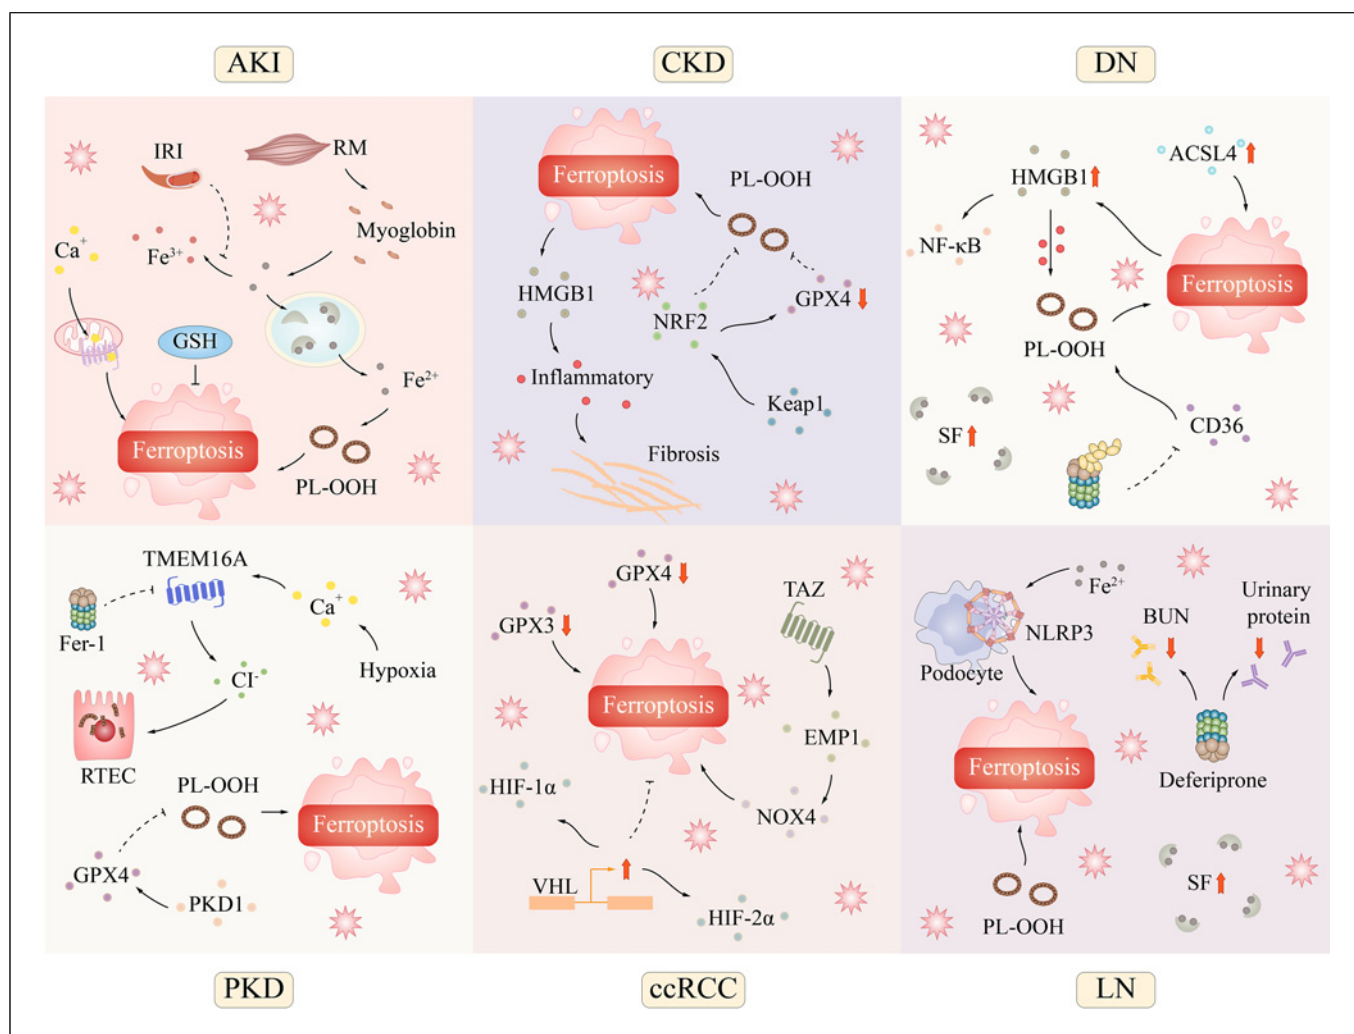 AKI
CKD
DN
IRI
RM
Myoglobin
Ca⁺
Fe³⁺
GSH
Fe²⁺
Ferroptosis
PL-OOH
Ferroptosis
PL-OOH
HMGB1
NRF2
GPX4
Inflammatory
Keap1
Fibrosis
ACSL4
HMGB1
NF-κB
Ferroptosis
PL-OOH
SF
CD36
TMEM16A
Fer-1
Ca⁺
Hypoxia
CI⁻
RTEC
PL-OOH
Ferroptosis
GPX4
PKD1
GPX4
TAZ
GPX3
Ferroptosis
EMP1
HIF-1α
NOX4
VHL
HIF-2α
Fe²⁺
Urinary
protein
BUN
NLRP3
Podocyte
Ferroptosis
Deferiprone
SF
PL-OOH
PKD
ccRCC
LN